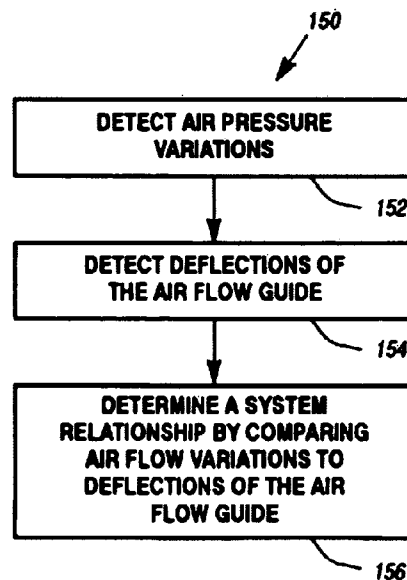 150
DETECT AIR PRESSURE
VARIATIONS
152
DETECT DEFLECTIONS OF
THE AIR FLOW GUIDE
154
DETERMINE A SYSTEM
RELATIONSHIP BY COMPARING
AIR FLOW VARIATIONS TO
DEFLECTIONS OF THE AIR
FLOW GUIDE
156